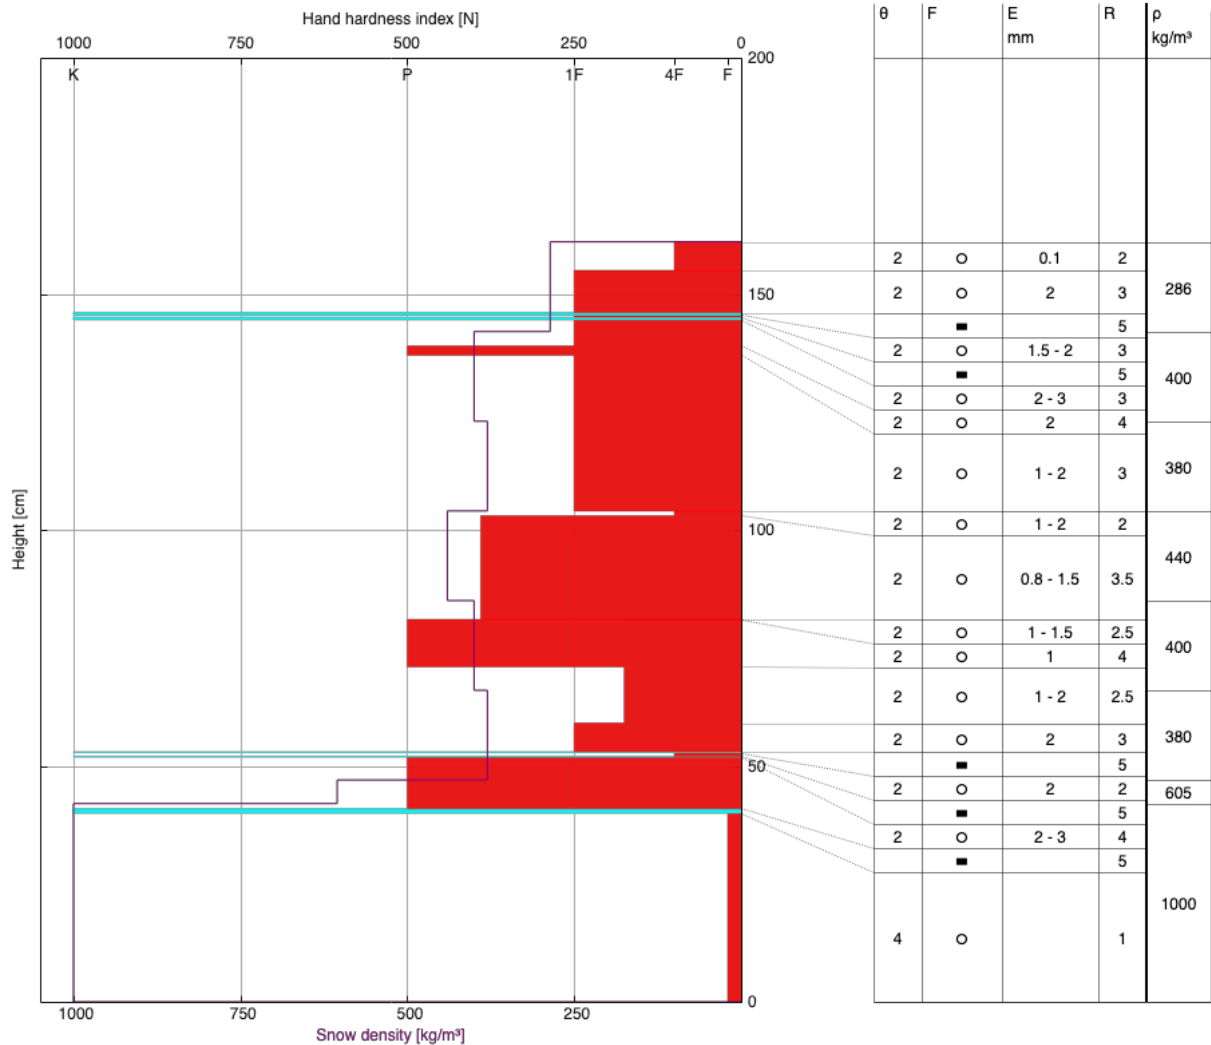 Hand hardness index [N]
1000 750 500 250 0
K P 1F 4F F
θ F E R ρ
mm kg/m³
200
150
100
50
0
Height [cm]
2 0.1 2
2 2 3
5
2 1.5 - 2 3
5
2 2 - 3 3
2 2 4
2 1 - 2 3
2 1 - 2 2
2 0.8 - 1.5 3.5
2 1 - 1.5 2.5
2 1 4
2 1 - 2 2.5
2 2 3
5
2 2 2
5
2 2 - 3 4
5
4 1
286
400
380
440
400
380
605
1000
1000 750 500 250
Snow density [kg/m³]